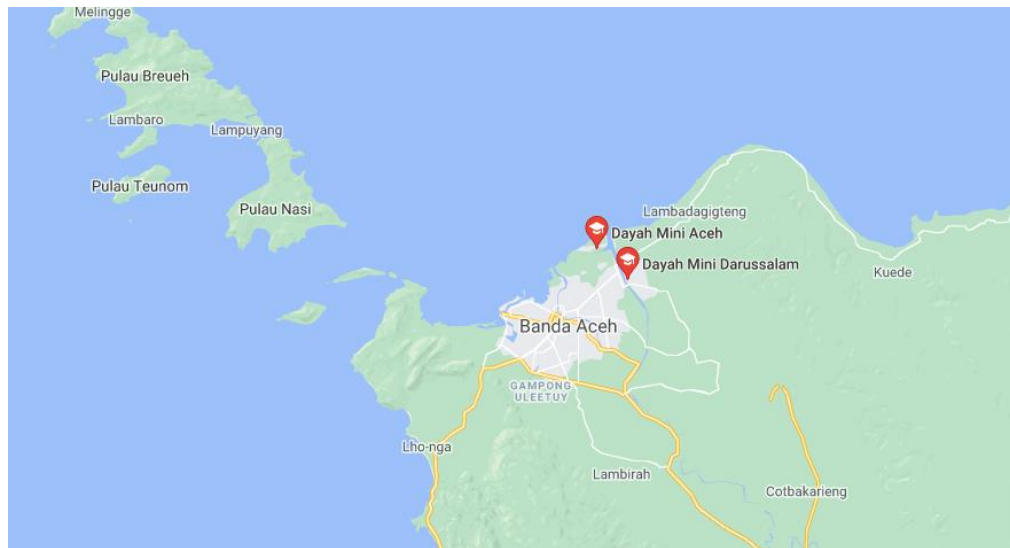 Melingge
Pulau Breueh
Lambaro
Lampuyang
Pulau Teunom
Pulau Nasi
Lambadagigteng
Dayah Mini Aceh
Dayah Mini Darussalam
Kuede
Banda Aceh
GAMPONG
ULEETUY
Lho-nga
Lambirah
Cotbakarieng